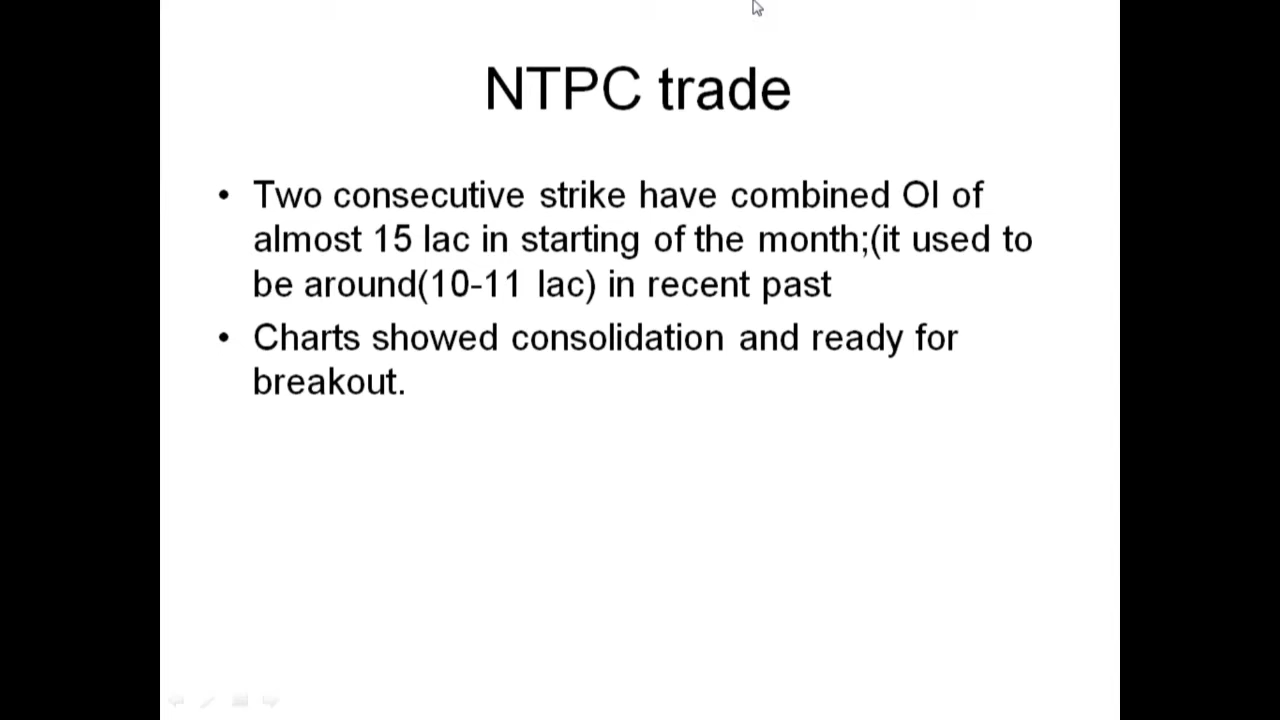 NTPC trade
• Two consecutive strike have combined OI of
almost 15 lac in starting of the month;(it used to
be around(10-11 lac) in recent past
• Charts showed consolidation and ready for
breakout.